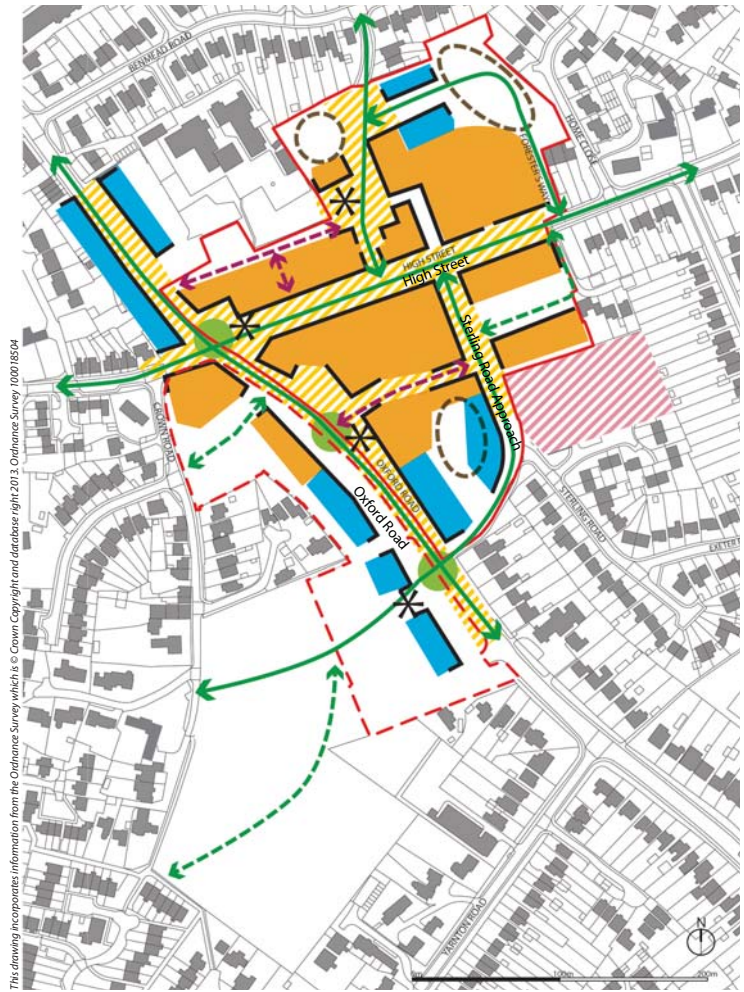 This drawing incorporates information from the Ordnance Survey which is © Crown Copyright and database right 2013. Ordnance Survey 100018504
BENMEAD ROAD
HOME CLOSE
FORESTER'S WAY
HIGH STREET
High Street
Sterling Road Approach
CROWN ROAD
OXFORD ROAD
Oxford Road
STERLING ROAD
YARNTON ROAD
N
0m
100m
200m